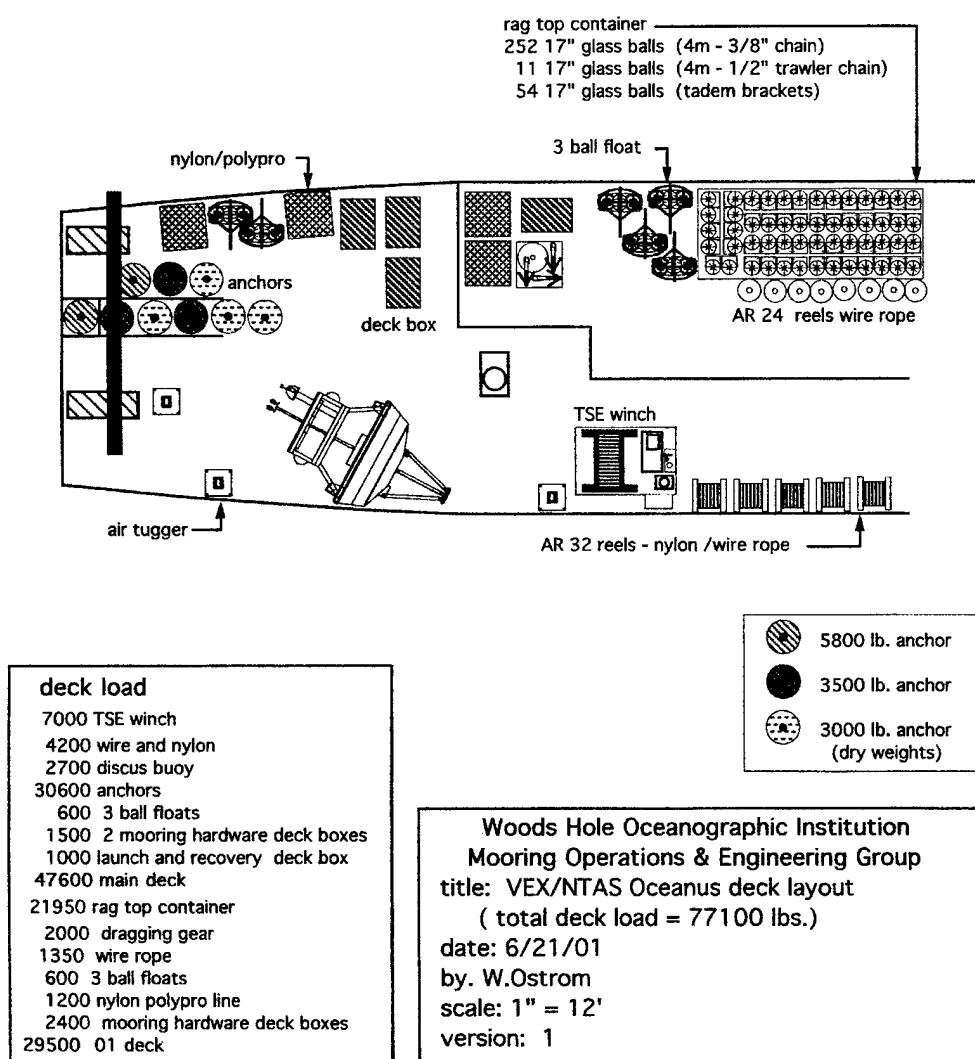 rag top container
252 17" glass balls (4m - 3/8" chain)
11 17" glass balls (4m - 1/2" trawler chain)
54 17" glass balls (tadem brackets)
nylon/polypro
3 ball float
anchors
deck box
AR 24 reels wire rope
TSE winch
air tugger
AR 32 reels - nylon /wire rope
5800 lb. anchor
3500 lb. anchor
3000 lb. anchor
(dry weights)
deck load
7000 TSE winch
4200 wire and nylon
2700 discus buoy
30600 anchors
600 3 ball floats
1500 2 mooring hardware deck boxes
1000 launch and recovery deck box
47600 main deck
21950 rag top container
2000 dragging gear
1350 wire rope
600 3 ball floats
1200 nylon polypro line
2400 mooring hardware deck boxes
29500 01 deck
Woods Hole Oceanographic Institution
Mooring Operations & Engineering Group
title: VEX/NTAS Oceanus deck layout
( total deck load = 77100 lbs.)
date: 6/21/01
by. W.Ostrom
scale: 1" = 12'
version: 1